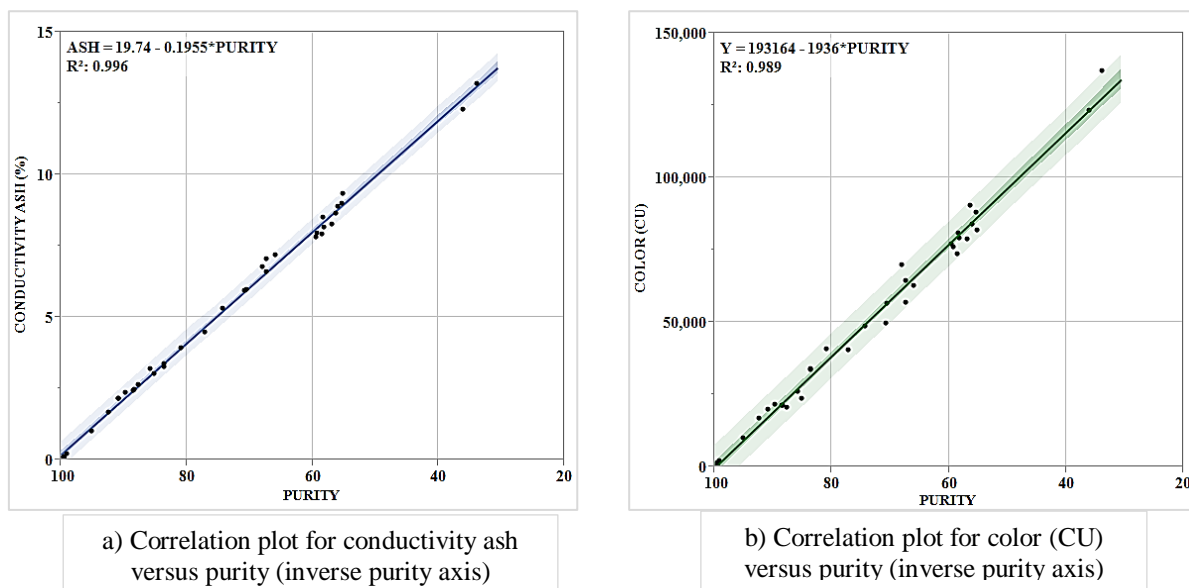 15
ASH = 19.74 - 0.1955*PURITY
R²: 0.996
10
5
0
CONDUCTIVITY ASH (%)
100
80
60
40
20
PURITY
a) Correlation plot for conductivity ash
versus purity (inverse purity axis)
150,000
Y = 193164 - 1936*PURITY
R²: 0.989
100,000
50,000
0
COLOR (CU)
100
80
60
40
20
PURITY
b) Correlation plot for color (CU)
versus purity (inverse purity axis)